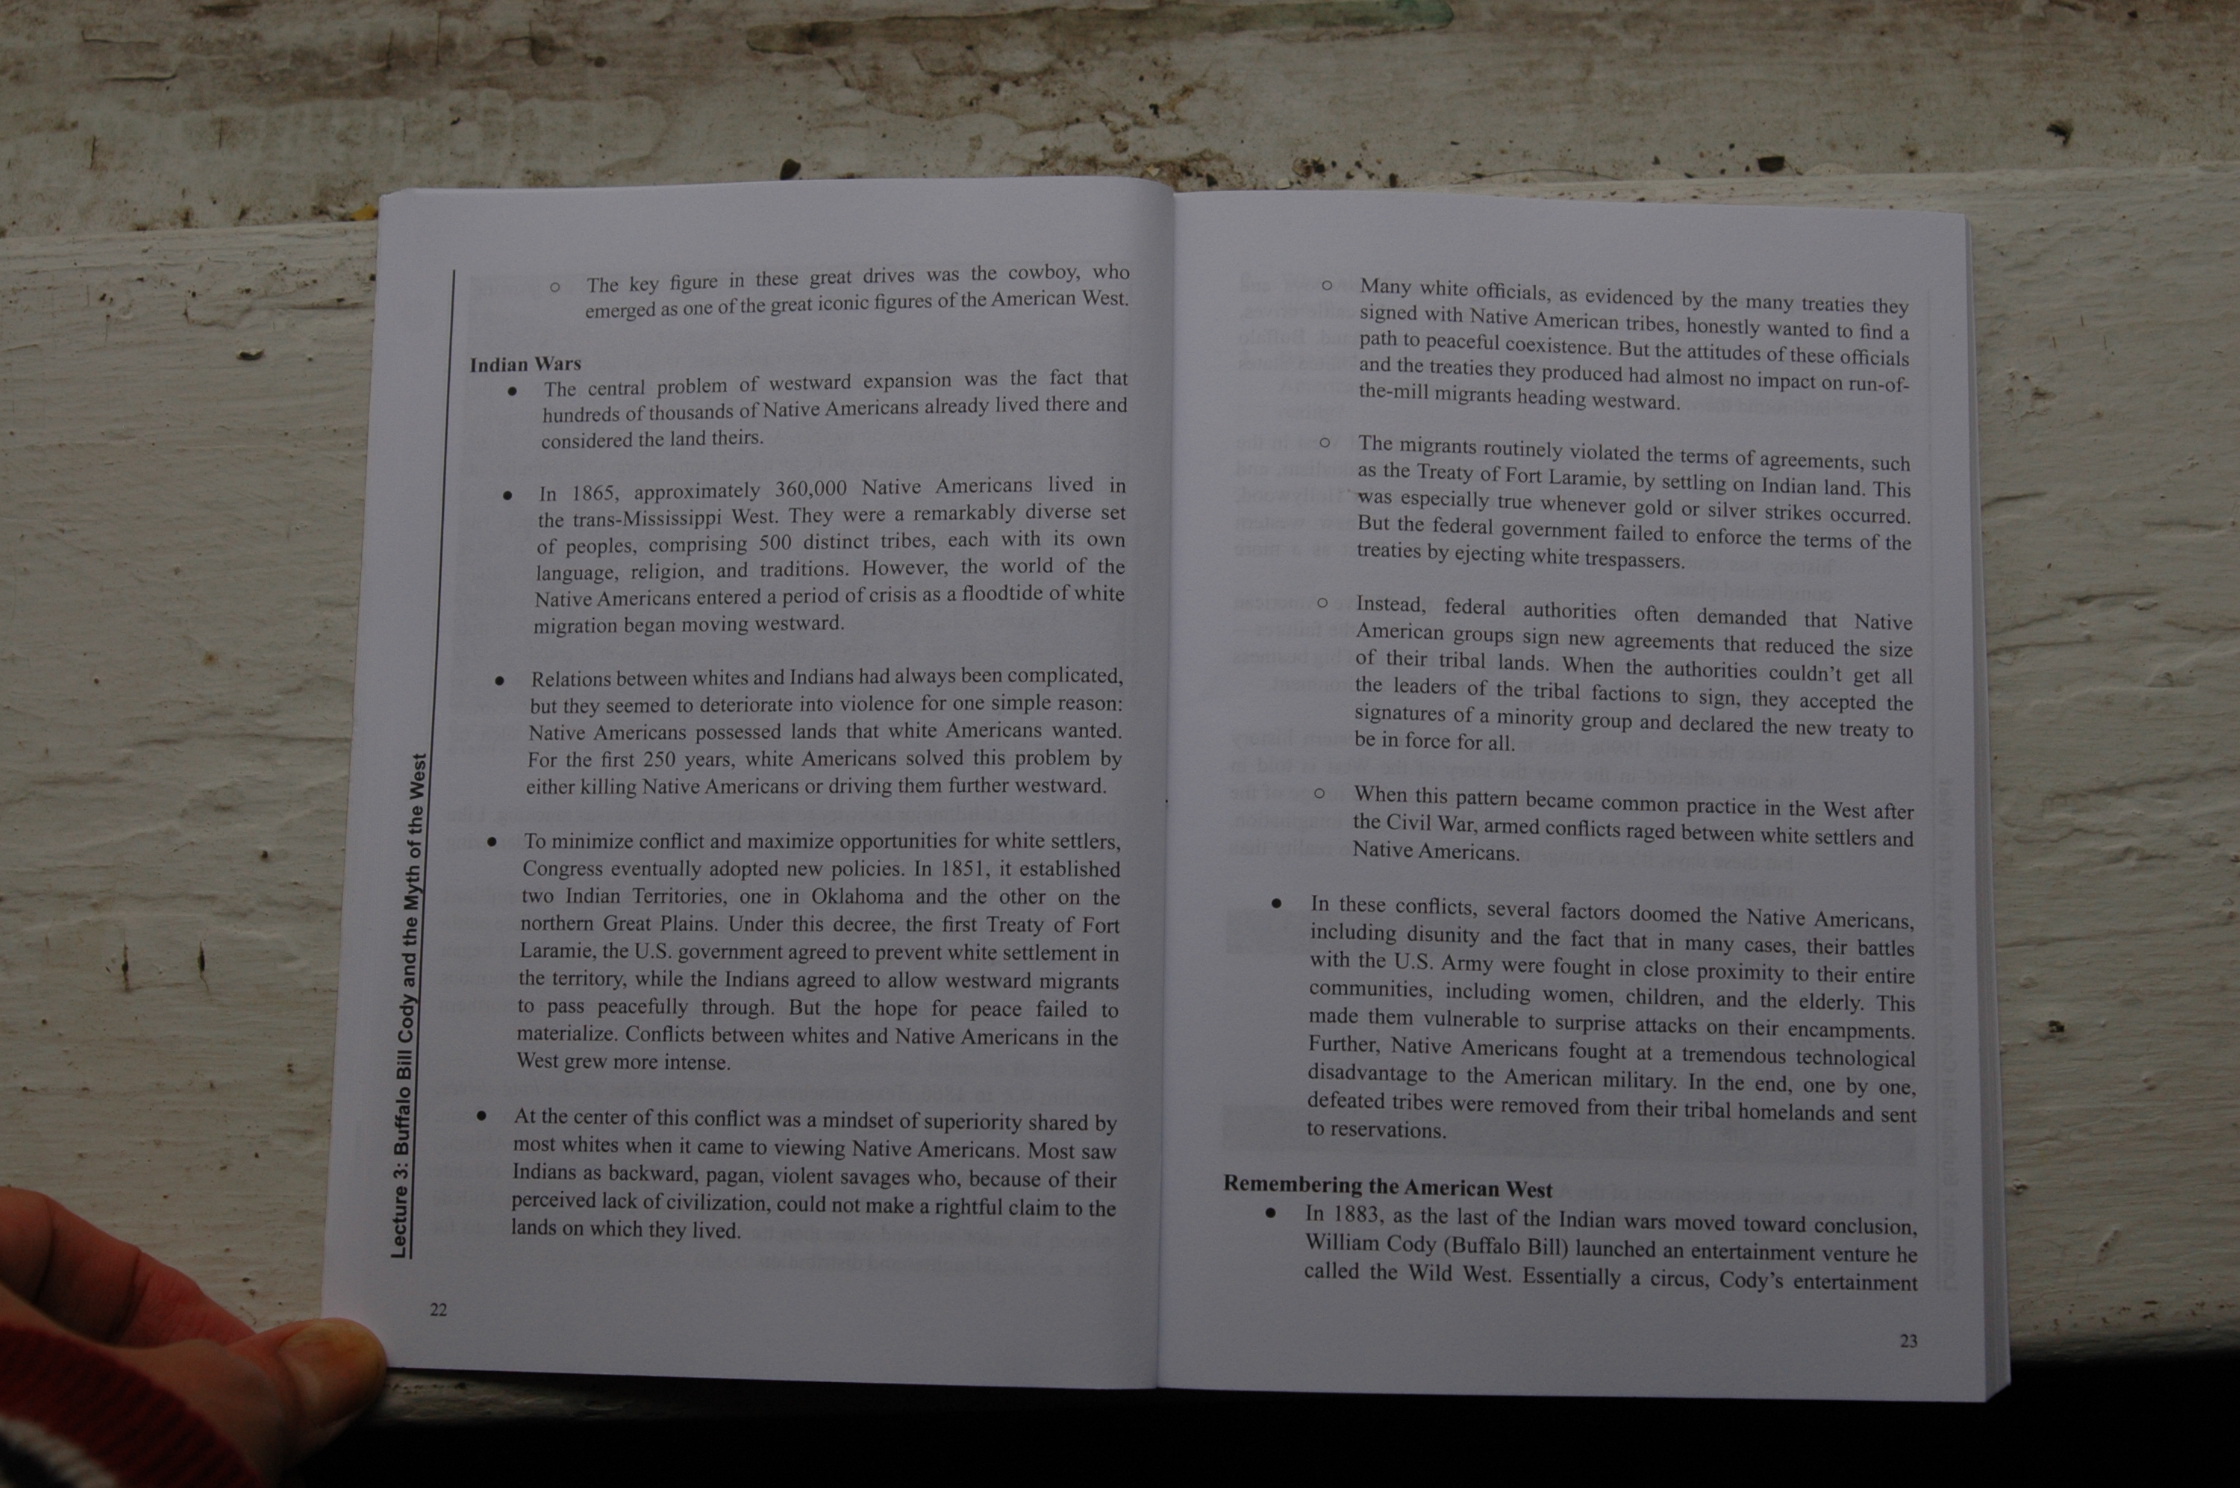 ○ The key figure in these great drives was the cowboy, who
emerged as one of the great iconic figures of the American West.
Indian Wars
● The central problem of westward expansion was the fact that
hundreds of thousands of Native Americans already lived there and
considered the land theirs.
● In 1865, approximately 360,000 Native Americans lived in
the trans-Mississippi West. They were a remarkably diverse set
of peoples, comprising 500 distinct tribes, each with its own
language, religion, and traditions. However, the world of the
Native Americans entered a period of crisis as a floodtide of white
migration began moving westward.
● Relations between whites and Indians had always been complicated,
but they seemed to deteriorate into violence for one simple reason:
Native Americans possessed lands that white Americans wanted.
For the first 250 years, white Americans solved this problem by
either killing Native Americans or driving them further westward.
● To minimize conflict and maximize opportunities for white settlers,
Congress eventually adopted new policies. In 1851, it established
two Indian Territories, one in Oklahoma and the other on the
northern Great Plains. Under this decree, the first Treaty of Fort
Laramie, the U.S. government agreed to prevent white settlement in
the territory, while the Indians agreed to allow westward migrants
to pass peacefully through. But the hope for peace failed to
materialize. Conflicts between whites and Native Americans in the
West grew more intense.
● At the center of this conflict was a mindset of superiority shared by
most whites when it came to viewing Native Americans. Most saw
Indians as backward, pagan, violent savages who, because of their
perceived lack of civilization, could not make a rightful claim to the
lands on which they lived.
Lecture 3: Buffalo Bill Cody and the Myth of the West
22
○ Many white officials, as evidenced by the many treaties they
signed with Native American tribes, honestly wanted to find a
path to peaceful coexistence. But the attitudes of these officials
and the treaties they produced had almost no impact on run-of-
the-mill migrants heading westward.
○ The migrants routinely violated the terms of agreements, such
as the Treaty of Fort Laramie, by settling on Indian land. This
was especially true whenever gold or silver strikes occurred.
But the federal government failed to enforce the terms of the
treaties by ejecting white trespassers.
○ Instead, federal authorities often demanded that Native
American groups sign new agreements that reduced the size
of their tribal lands. When the authorities couldn't get all
the leaders of the tribal factions to sign, they accepted the
signatures of a minority group and declared the new treaty to
be in force for all.
○ When this pattern became common practice in the West after
the Civil War, armed conflicts raged between white settlers and
Native Americans.
● In these conflicts, several factors doomed the Native Americans,
including disunity and the fact that in many cases, their battles
with the U.S. Army were fought in close proximity to their entire
communities, including women, children, and the elderly. This
made them vulnerable to surprise attacks on their encampments.
Further, Native Americans fought at a tremendous technological
disadvantage to the American military. In the end, one by one,
defeated tribes were removed from their tribal homelands and sent
to reservations.
Remembering the American West
● In 1883, as the last of the Indian wars moved toward conclusion,
William Cody (Buffalo Bill) launched an entertainment venture he
called the Wild West. Essentially a circus, Cody's entertainment
23